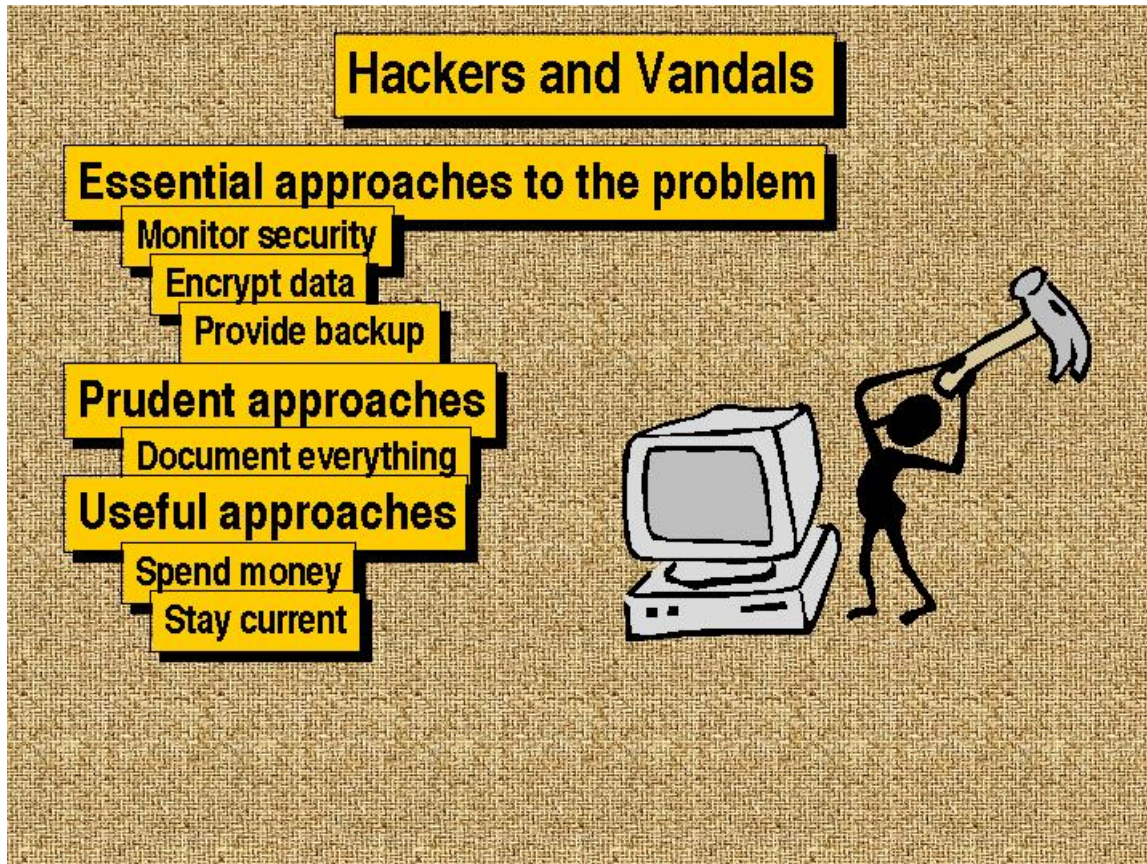 Hackers and Vandals
Essential approaches to the problem
Monitor security
Encrypt data
Provide backup
Prudent approaches
Document everything
Useful approaches
Spend money
Stay current